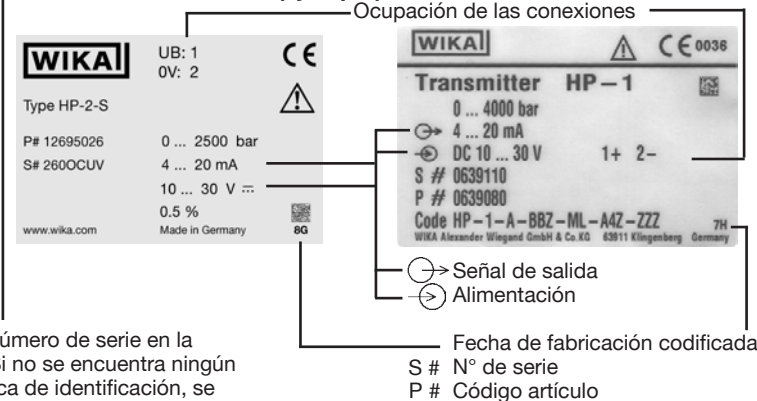 Ocupación de las conexiones
WIKAI
UB: 1
0V: 2
CE
Type HP-2-S
P# 12695026
0 ... 2500 bar
S# 260OCUV
4 ... 20 mA
10 ... 30 V
0.5 %
www.wika.com
Made in Germany
8G
WIKAI
CE 0036
Transmitter HP-1
0 ... 4000 bar
4 ... 20 mA
DC 10 ... 30 V 1+ 2-
S # 0639110
P # 0639080
Code HP-1-A-BBZ-ML-A4Z-ZZZ 7H
WIKA Alexander Wiegand GmbH & Co.KG 63911 Klingenberg Germany
Señal de salida
Alimentación
úmero de serie en la
Si no se encuentra ningún
ca de identificación, se
Fecha de fabricación codificada
S # N° de serie
P # Código artículo